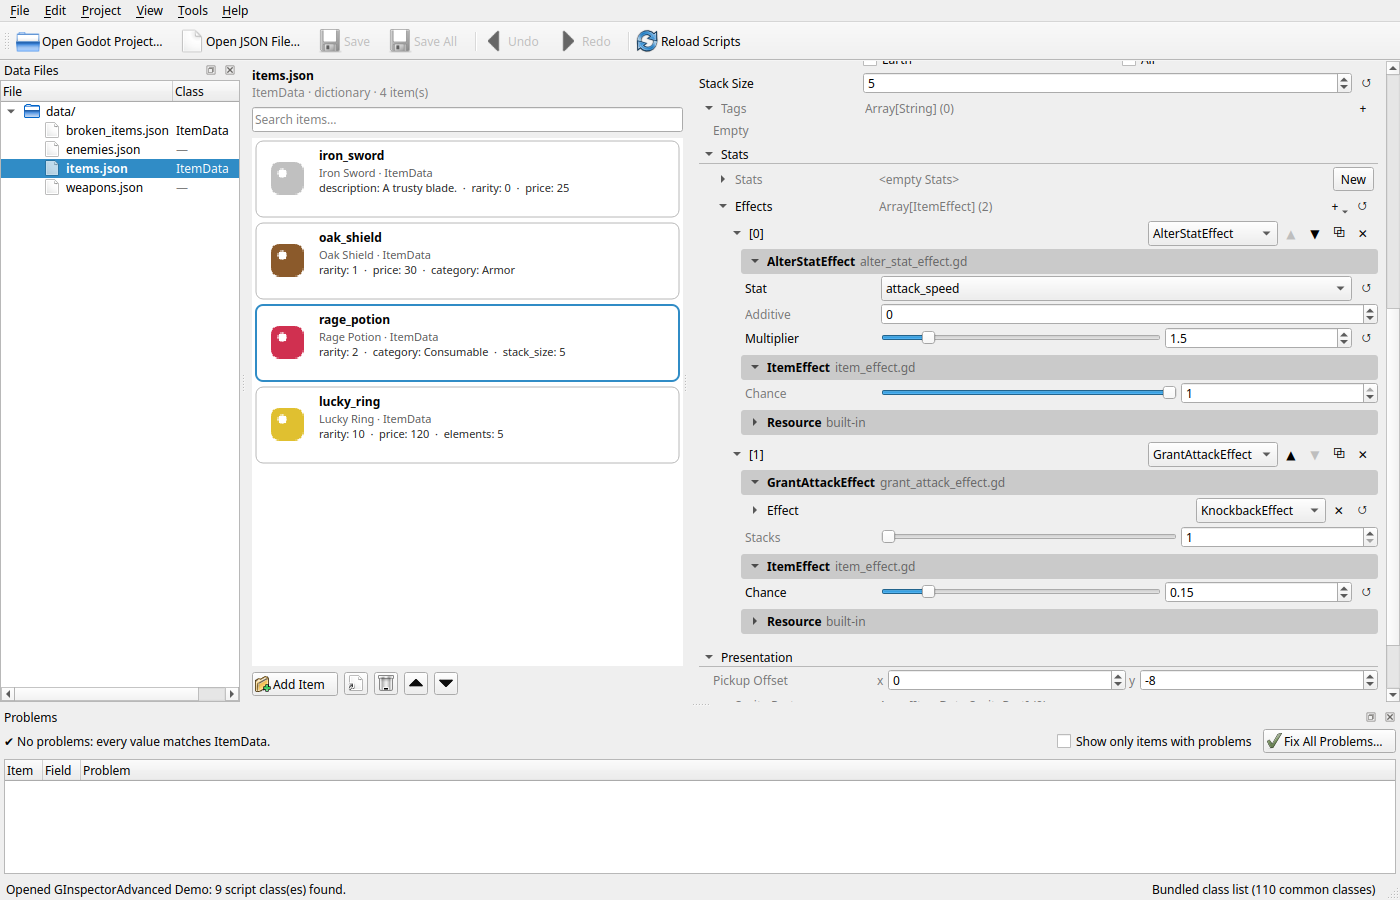 File Edit Project View Tools Help
Open Godot Project... Open JSON File... Save Save All Undo Redo Reload Scripts
Data Files
File Class
data/
broken_items.json ItemData
enemies.json —
items.json ItemData
weapons.json —
items.json
ItemData · dictionary · 4 item(s)
Search items...
iron_sword
Iron Sword · ItemData
description: A trusty blade. · rarity: 0 · price: 25
oak_shield
Oak Shield · ItemData
rarity: 1 · price: 30 · category: Armor
rage_potion
Rage Potion · ItemData
rarity: 2 · category: Consumable · stack_size: 5
lucky_ring
Lucky Ring · ItemData
rarity: 10 · price: 120 · elements: 5
Add Item
Stack Size 5
Tags Array[String] (0) +
Empty
Stats
Stats <empty Stats> New
Effects Array[ItemEffect] (2) +
[0] AlterStatEffect
AlterStatEffect alter_stat_effect.gd
Stat attack_speed
Additive 0
Multiplier 1.5
ItemEffect item_effect.gd
Chance 1
Resource built-in
[1] GrantAttackEffect
GrantAttackEffect grant_attack_effect.gd
Effect KnockbackEffect
Stacks 1
ItemEffect item_effect.gd
Chance 0.15
Resource built-in
Presentation
Pickup Offset x 0 y -8
Problems
✔ No problems: every value matches ItemData. Show only items with problems Fix All Problems...
Item Field Problem
Opened GInspectorAdvanced Demo: 9 script class(es) found. Bundled class list (110 common classes)